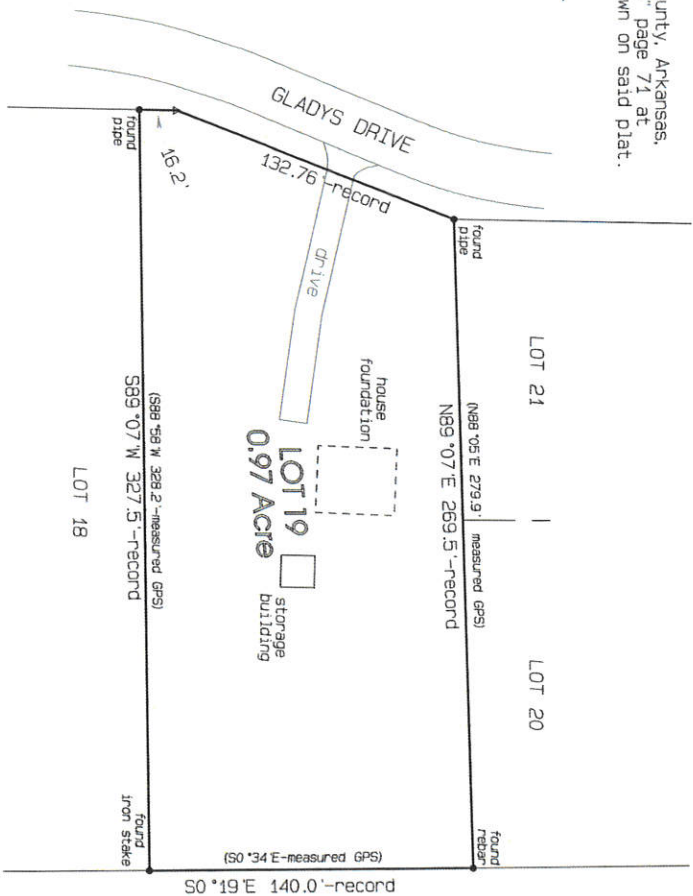 unty, Arkansas,
" page 71 at
wn on said plat.
GLADYS DRIVE
132.76'-record
16.2'
found
pipe
found
pipe
drive
LOT 21
LOT 20
(N88°05'E 279.9' measured GPS)
N89°07'E 269.5'-record
house
foundation
LOT 19
0.97 Acre
storage
building
(S88°58'W 328.2'-measured GPS)
S89°07'W 327.5'-record
LOT 18
found
rebar
found
iron stake
(S0°34'E-measured GPS)
S0°19'E 140.0'-record